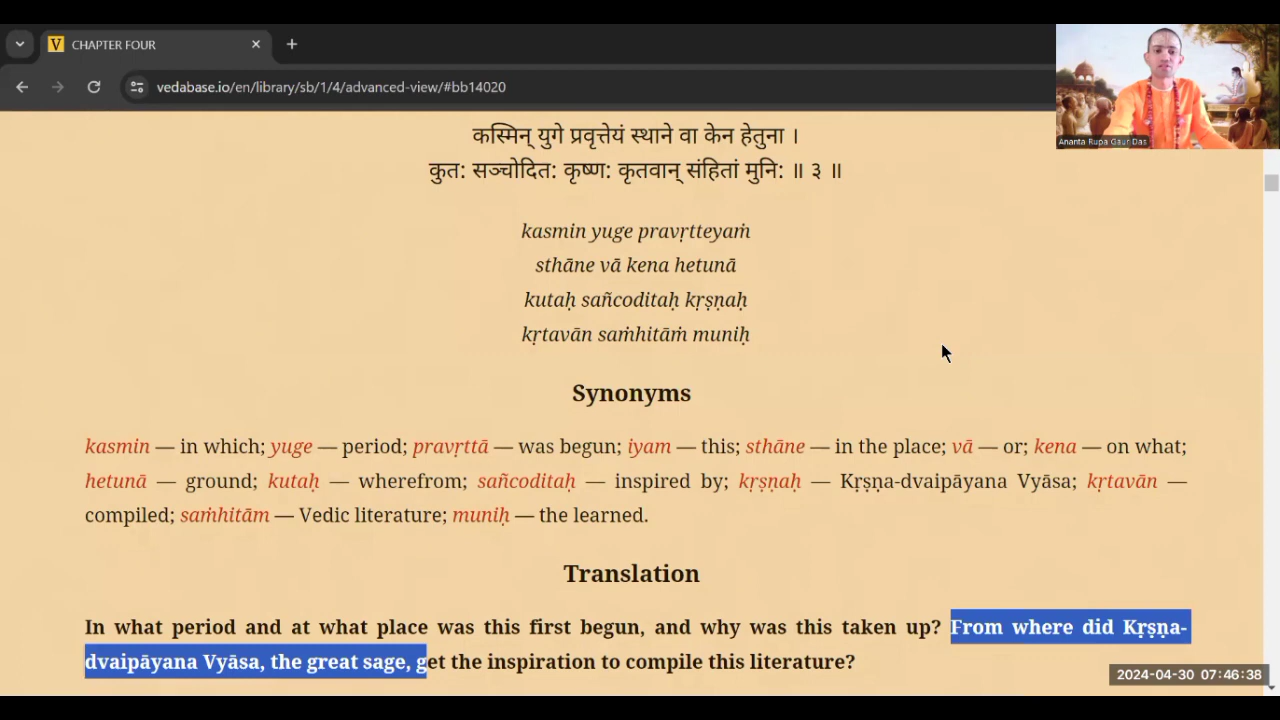 CHAPTER FOUR
vedabase.io/en/library/sb/1/4/advanced-view/#bb14020
Ananta Rupa Gaur Das
कस्मिन् युगे प्रवृत्तेयं स्थाने वा केन हेतुना ।
कुत: सञ्चोदित: कृष्ण: कृतवान् संहितां मुनि: ॥ ३ ॥
kasmin yuge pravṛtteyaṁ
sthāne vā kena hetunā
kutaḥ sañcoditaḥ kṛṣṇaḥ
kṛtavān saṁhitāṁ muniḥ
Synonyms
kasmin — in which; yuge — period; pravṛttā — was begun; iyam — this; sthāne — in the place; vā — or; kena — on what;
hetunā — ground; kutaḥ — wherefrom; sañcoditaḥ — inspired by; kṛṣṇaḥ — Kṛṣṇa-dvaipāyana Vyāsa; kṛtavān —
compiled; saṁhitām — Vedic literature; muniḥ — the learned.
Translation
In what period and at what place was this first begun, and why was this taken up? From where did Kṛṣṇa-
dvaipāyana Vyāsa, the great sage, get the inspiration to compile this literature?
2024-04-30 07:46:38